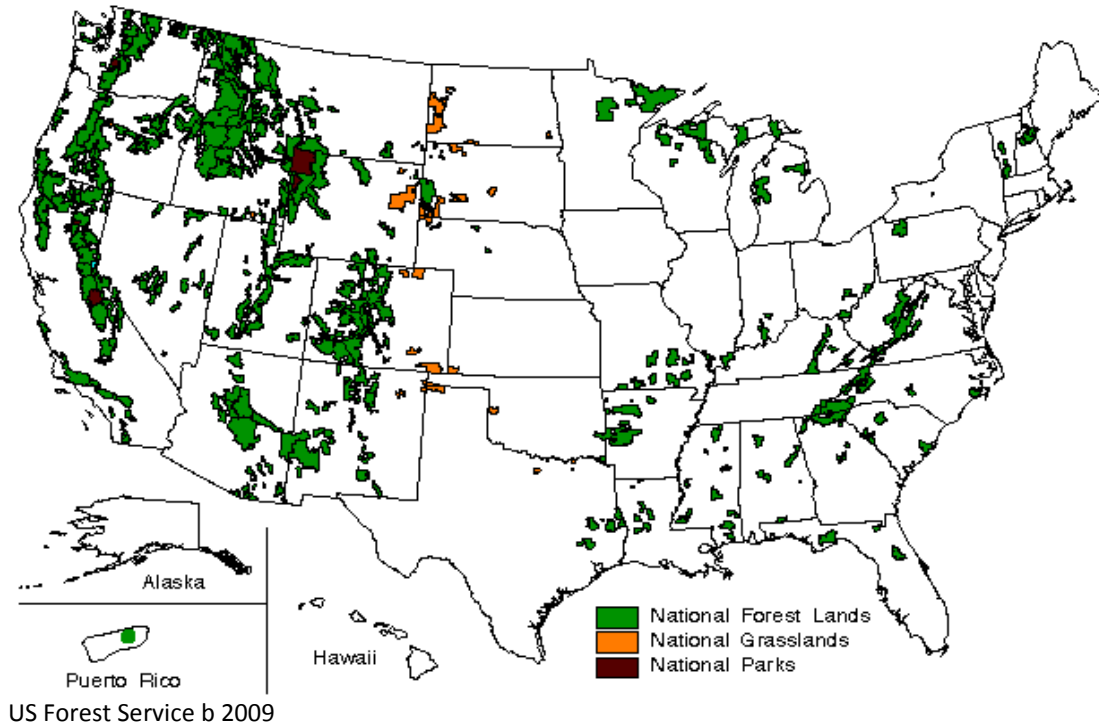 Alaska
Puerto Rico
Hawaii
National Forest Lands
National Grasslands
National Parks
US Forest Service b 2009